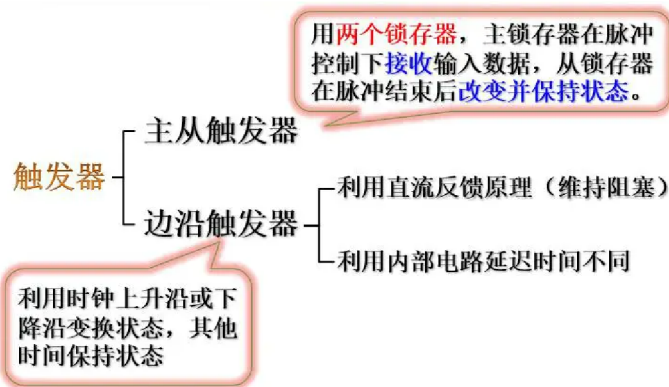 用两个锁存器，主锁存器在脉冲
控制下接收输入数据，从锁存器
在脉冲结束后改变并保持状态。
主从触发器
触发器
利用直流反馈原理（维持阻塞）
边沿触发器
利用内部电路延迟时间不同
利用时钟上升沿或下
降沿变换状态，其他
时间保持状态